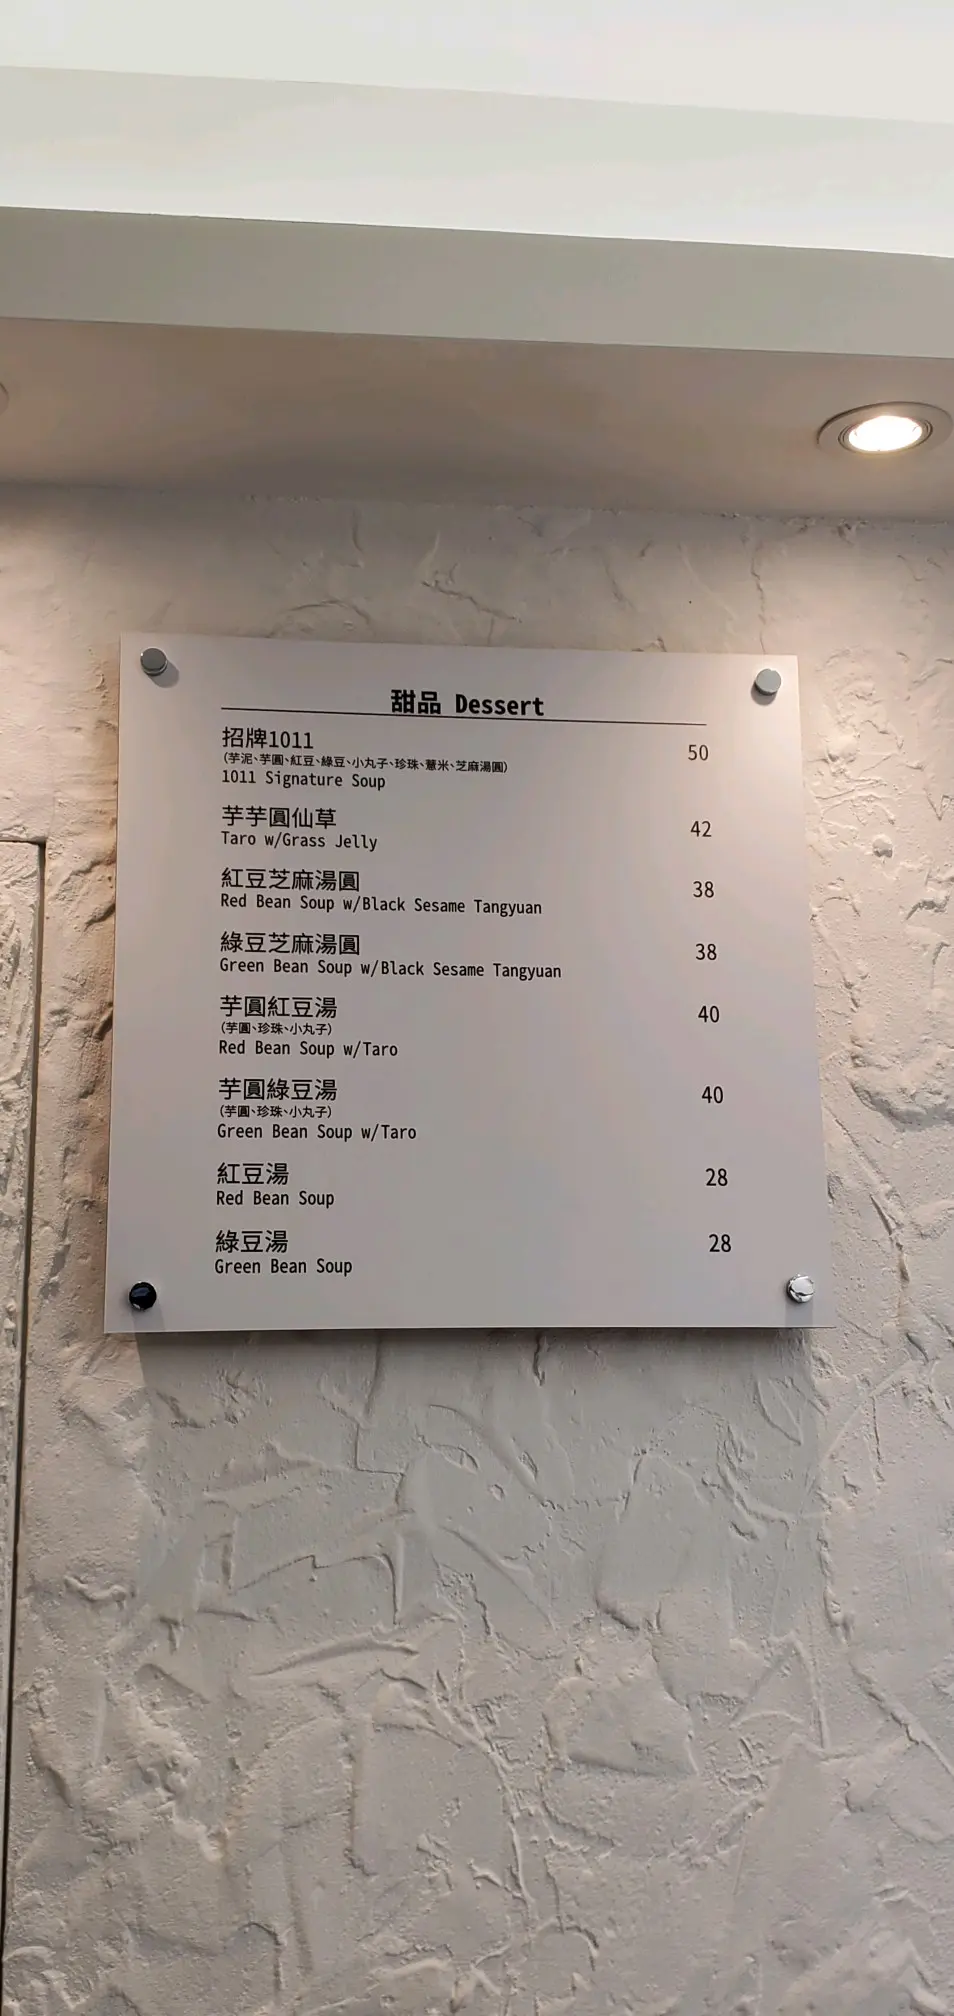 甜品 Dessert
招牌1011 50
(芋泥、芋圓、紅豆、綠豆、小丸子、珍珠、薏米、芝麻湯圓)
1011 Signature Soup
芋芋圓仙草 42
Taro w/Grass Jelly
紅豆芝麻湯圓 38
Red Bean Soup w/Black Sesame Tangyuan
綠豆芝麻湯圓 38
Green Bean Soup w/Black Sesame Tangyuan
芋圓紅豆湯 40
(芋圓、珍珠、小丸子)
Red Bean Soup w/Taro
芋圓綠豆湯 40
(芋圓、珍珠、小丸子)
Green Bean Soup w/Taro
紅豆湯 28
Red Bean Soup
綠豆湯 28
Green Bean Soup